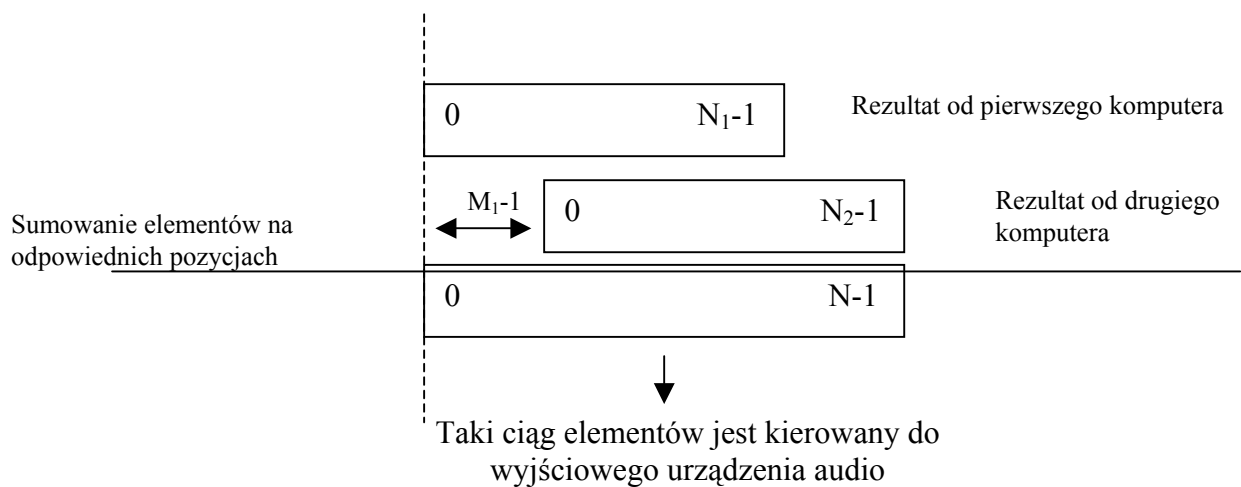 0 N₁-1
Rezultat od pierwszego komputera
M₁-1
0 N₂-1
Rezultat od drugiego
komputera
Sumowanie elementów na
odpowiednich pozycjach
0 N-1
Taki ciąg elementów jest kierowany do
wyjściowego urządzenia audio